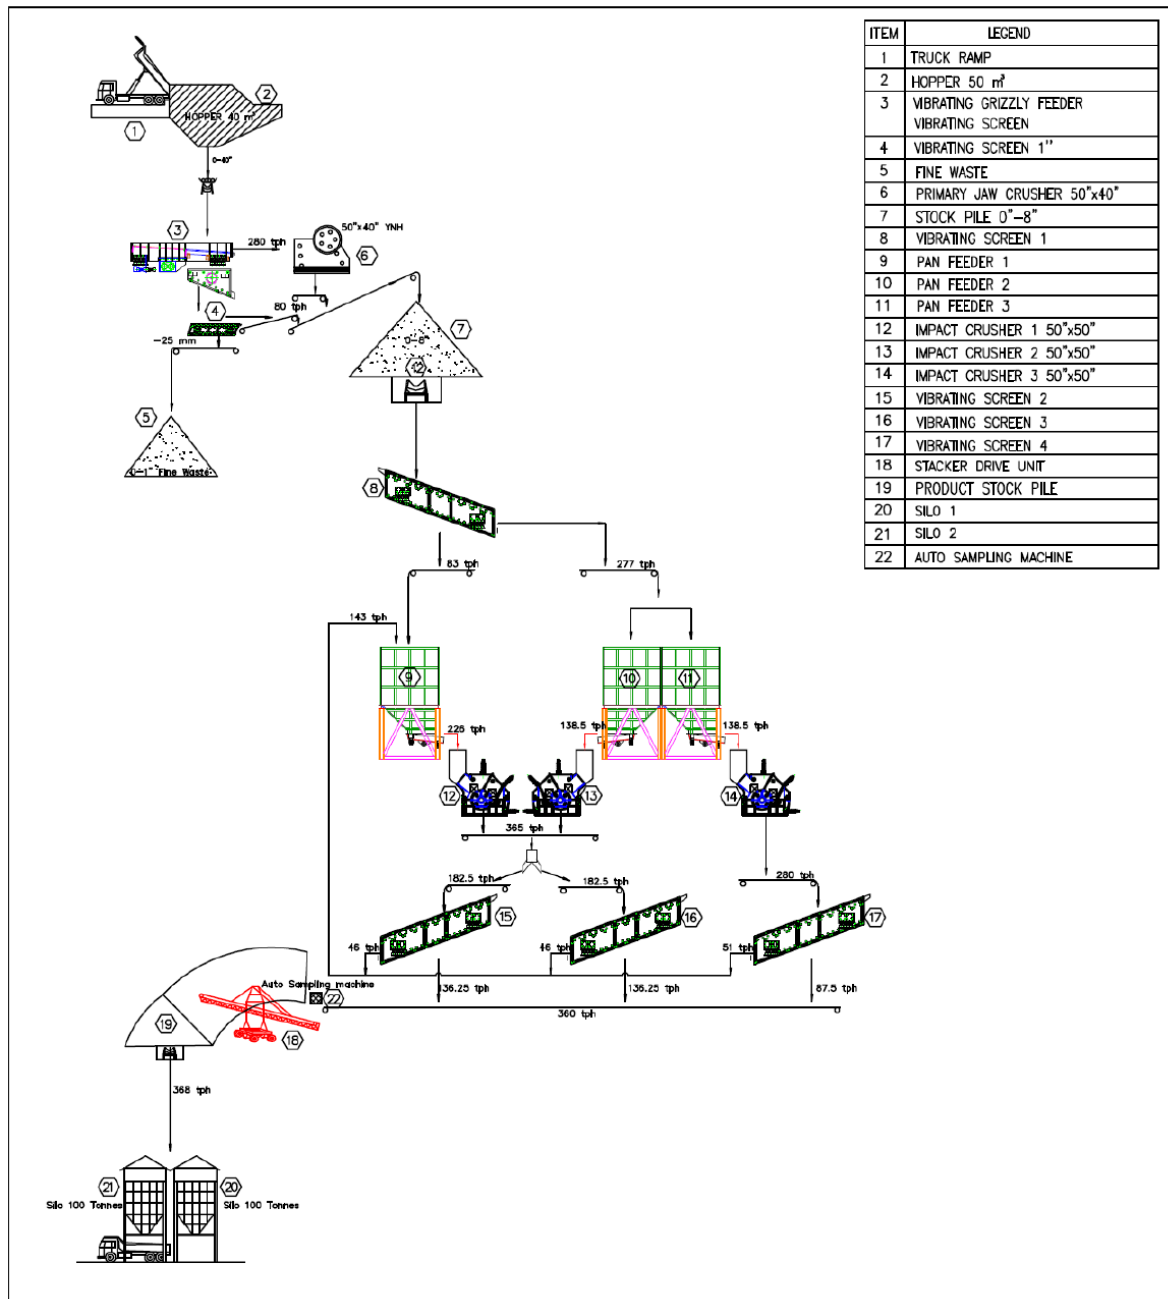 ITEM LEGEND
1 TRUCK RAMP
2 HOPPER 50 m³
3 VIBRATING GRIZZLY FEEDER
VIBRATING SCREEN
4 VIBRATING SCREEN 1"
5 FINE WASTE
6 PRIMARY JAW CRUSHER 50"x40"
7 STOCK PILE 0"-8"
8 VIBRATING SCREEN 1
9 PAN FEEDER 1
10 PAN FEEDER 2
11 PAN FEEDER 3
12 IMPACT CRUSHER 1 50"x50"
13 IMPACT CRUSHER 2 50"x50"
14 IMPACT CRUSHER 3 50"x50"
15 VIBRATING SCREEN 2
16 VIBRATING SCREEN 3
17 VIBRATING SCREEN 4
18 STACKER DRIVE UNIT
19 PRODUCT STOCK PILE
20 SILO 1
21 SILO 2
22 AUTO SAMPLING MACHINE
2
HOPPER 40 m³
1
3
280 tph
50"x40" YNH
6
4
80 tph
-25 mm
7
0-8"
12
5
0-1" Fine Waste
8
83 tph
277 tph
143 tph
9
10
11
226 tph
138.5 tph
138.5 tph
12
13
14
365 tph
182.5 tph
182.5 tph
280 tph
15
16
17
46 tph
46 tph
51 tph
Auto Sampling machine
22
136.25 tph
136.25 tph
87.5 tph
360 tph
19
18
368 tph
21
20
Silo 100 Tonnes
Silo 100 Tonnes